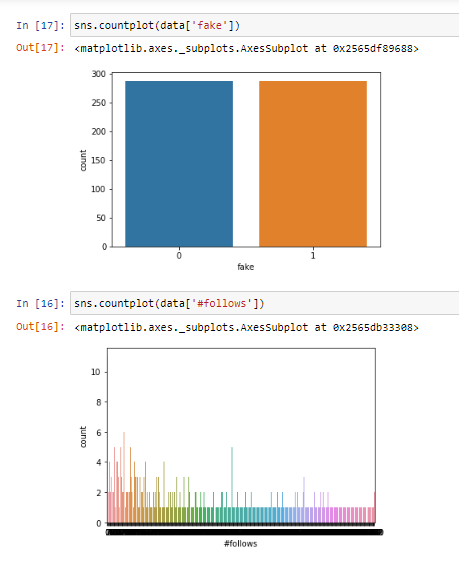 In [17]: sns.countplot(data['fake'])
Out[17]: <matplotlib.axes._subplots.AxesSubplot at 0x2565df89688>
300
250
200
150
100
50
0
count
0 1
fake
In [16]: sns.countplot(data['#follows'])
Out[16]: <matplotlib.axes._subplots.AxesSubplot at 0x2565db33308>
10
8
6
4
2
0
count
#follows